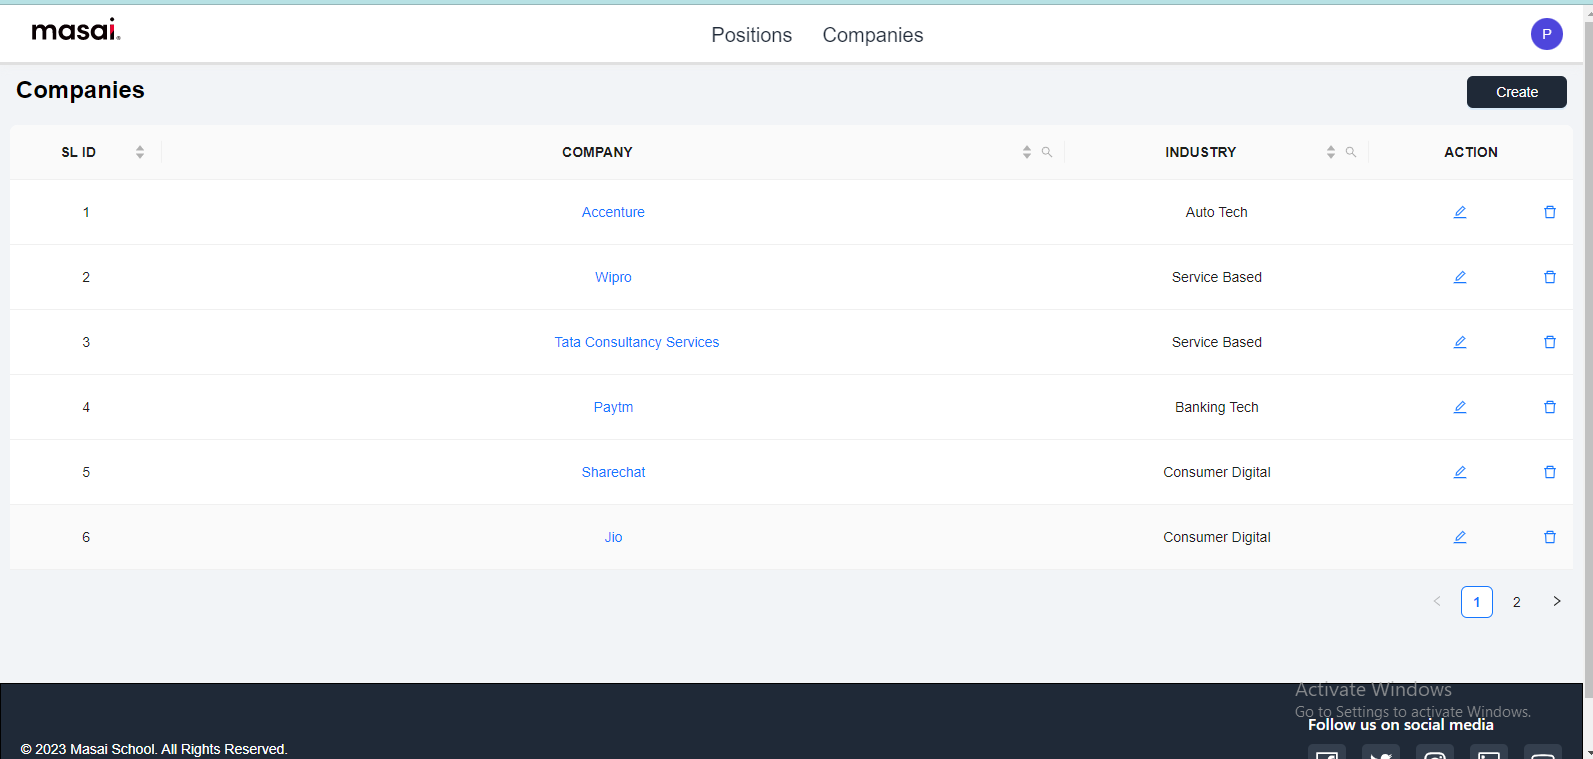 masai.
Positions Companies
P
Companies
Create
SL ID COMPANY INDUSTRY ACTION
1 Accenture Auto Tech
2 Wipro Service Based
3 Tata Consultancy Services Service Based
4 Paytm Banking Tech
5 Sharechat Consumer Digital
6 Jio Consumer Digital
< 1 2 >
Activate Windows
Go to Settings to activate Windows.
Follow us on social media
© 2023 Masai School. All Rights Reserved.